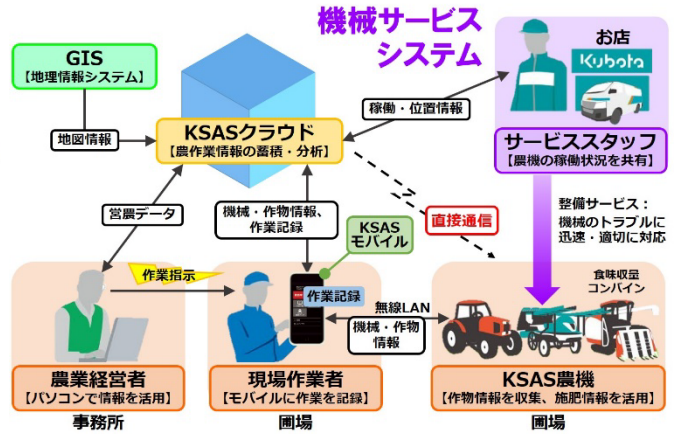 機械サービス
システム
GIS
【地理情報システム】
地図情報
KSASクラウド
【農作業情報の蓄積・分析】
稼働・位置情報
お店
Kubota
サービススタッフ
【農機の稼働状況を共有】
営農データ
機械・作物情報、
作業記録
KSAS
モバイル
直接通信
整備サービス：
機械のトラブルに
迅速・適切に対応
作業指示
作業記録
無線LAN
機械・作物
情報
食味収量
コンバイン
農業経営者
【パソコンで情報を活用】
事務所
現場作業者
【モバイルに作業を記録】
圃場
KSAS農機
【作物情報を収集、施肥情報を活用】
圃場